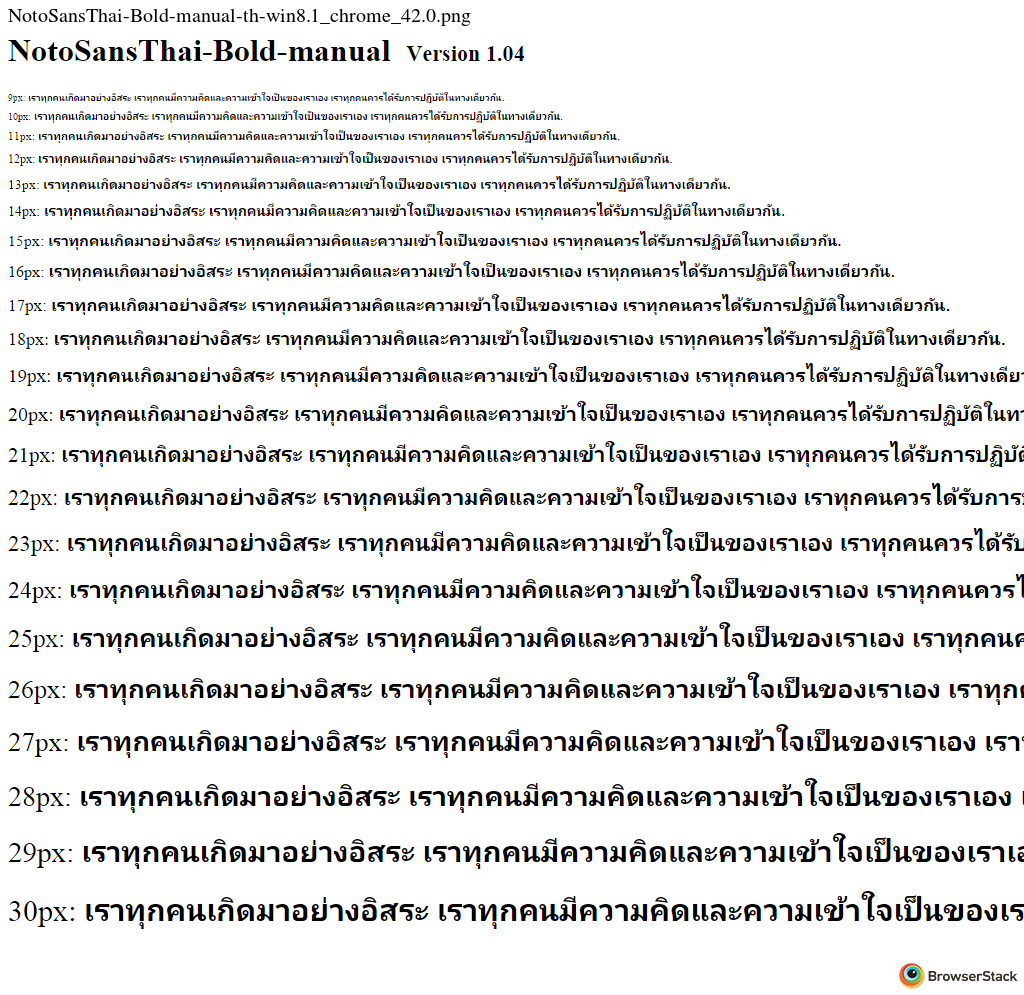 NotoSansThai-Bold-manual-th-win8.1_chrome_42.0.png
NotoSansThai-Bold-manual Version 1.04
9px: เราทุกคนเกิดมาอย่างอิสระ เราทุกคนมีความคิดและความเข้าใจเป็นของเราเอง เราทุกคนควรได้รับการปฏิบัติในทางเดียวกัน.
10px: เราทุกคนเกิดมาอย่างอิสระ เราทุกคนมีความคิดและความเข้าใจเป็นของเราเอง เราทุกคนควรได้รับการปฏิบัติในทางเดียวกัน.
11px: เราทุกคนเกิดมาอย่างอิสระ เราทุกคนมีความคิดและความเข้าใจเป็นของเราเอง เราทุกคนควรได้รับการปฏิบัติในทางเดียวกัน.
12px: เราทุกคนเกิดมาอย่างอิสระ เราทุกคนมีความคิดและความเข้าใจเป็นของเราเอง เราทุกคนควรได้รับการปฏิบัติในทางเดียวกัน.
13px: เราทุกคนเกิดมาอย่างอิสระ เราทุกคนมีความคิดและความเข้าใจเป็นของเราเอง เราทุกคนควรได้รับการปฏิบัติในทางเดียวกัน.
14px: เราทุกคนเกิดมาอย่างอิสระ เราทุกคนมีความคิดและความเข้าใจเป็นของเราเอง เราทุกคนควรได้รับการปฏิบัติในทางเดียวกัน.
15px: เราทุกคนเกิดมาอย่างอิสระ เราทุกคนมีความคิดและความเข้าใจเป็นของเราเอง เราทุกคนควรได้รับการปฏิบัติในทางเดียวกัน.
16px: เราทุกคนเกิดมาอย่างอิสระ เราทุกคนมีความคิดและความเข้าใจเป็นของเราเอง เราทุกคนควรได้รับการปฏิบัติในทางเดียวกัน.
17px: เราทุกคนเกิดมาอย่างอิสระ เราทุกคนมีความคิดและความเข้าใจเป็นของเราเอง เราทุกคนควรได้รับการปฏิบัติในทางเดียวกัน.
18px: เราทุกคนเกิดมาอย่างอิสระ เราทุกคนมีความคิดและความเข้าใจเป็นของเราเอง เราทุกคนควรได้รับการปฏิบัติในทางเดียวกัน.
19px: เราทุกคนเกิดมาอย่างอิสระ เราทุกคนมีความคิดและความเข้าใจเป็นของเราเอง เราทุกคนควรได้รับการปฏิบัติในทางเดีย
20px: เราทุกคนเกิดมาอย่างอิสระ เราทุกคนมีความคิดและความเข้าใจเป็นของเราเอง เราทุกคนควรได้รับการปฏิบัติในท
21px: เราทุกคนเกิดมาอย่างอิสระ เราทุกคนมีความคิดและความเข้าใจเป็นของเราเอง เราทุกคนควรได้รับการปฏิบัติ
22px: เราทุกคนเกิดมาอย่างอิสระ เราทุกคนมีความคิดและความเข้าใจเป็นของเราเอง เราทุกคนควรได้รับการ
23px: เราทุกคนเกิดมาอย่างอิสระ เราทุกคนมีความคิดและความเข้าใจเป็นของเราเอง เราทุกคนควรได้รับ
24px: เราทุกคนเกิดมาอย่างอิสระ เราทุกคนมีความคิดและความเข้าใจเป็นของเราเอง เราทุกคนควรไ
25px: เราทุกคนเกิดมาอย่างอิสระ เราทุกคนมีความคิดและความเข้าใจเป็นของเราเอง เราทุกคนค
26px: เราทุกคนเกิดมาอย่างอิสระ เราทุกคนมีความคิดและความเข้าใจเป็นของเราเอง เราทุก
27px: เราทุกคนเกิดมาอย่างอิสระ เราทุกคนมีความคิดและความเข้าใจเป็นของเราเอง เรา
28px: เราทุกคนเกิดมาอย่างอิสระ เราทุกคนมีความคิดและความเข้าใจเป็นของเราเอง
29px: เราทุกคนเกิดมาอย่างอิสระ เราทุกคนมีความคิดและความเข้าใจเป็นของเราเ
30px: เราทุกคนเกิดมาอย่างอิสระ เราทุกคนมีความคิดและความเข้าใจเป็นของเร
BrowserStack